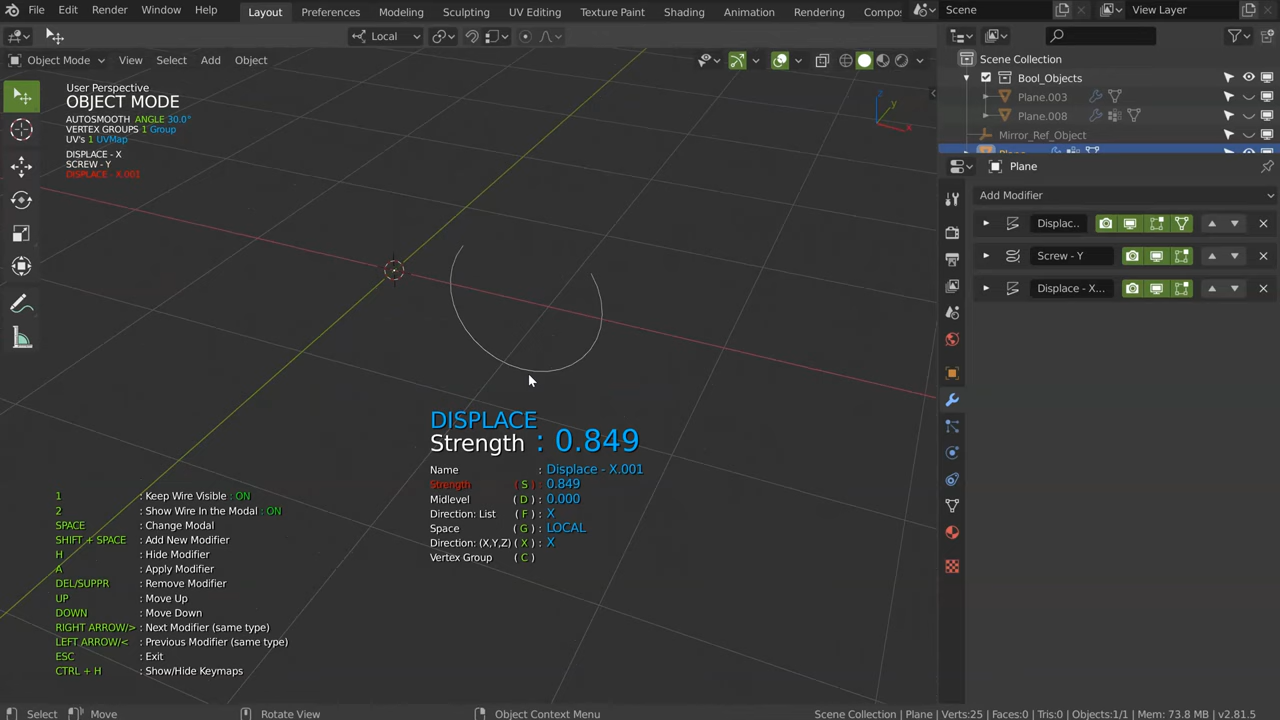 File Edit Render Window Help Layout Preferences Modeling Sculpting UV Editing Texture Paint Shading Animation Rendering Compos Scene View Layer
Local
Object Mode View Select Add Object
User Perspective
OBJECT MODE
AUTOSMOOTH ANGLE 30.0°
VERTEX GROUPS 1 Group
UV's 1 UVMap
DISPLACE - X
SCREW - Y
DISPLACE - X.001
z
y
x
Scene Collection
Bool_Objects
Plane.003
Plane.008
Mirror_Ref_Object
Plane
Add Modifier
Displac..
Screw - Y
Displace - X...
DISPLACE
Strength : 0.849
Name : Displace - X.001
Strength ( S ) : 0.849
Midlevel ( D ) : 0.000
Direction: List ( F ) : X
Space ( G ) : LOCAL
Direction: (X,Y,Z) ( X ) : X
Vertex Group ( C )
1 : Keep Wire Visible : ON
2 : Show Wire In the Modal : ON
SPACE : Change Modal
SHIFT + SPACE : Add New Modifier
H : Hide Modifier
A : Apply Modifier
DEL/SUPPR : Remove Modifier
UP : Move Up
DOWN : Move Down
RIGHT ARROW/> : Next Modifier (same type)
LEFT ARROW/< : Previous Modifier (same type)
ESC : Exit
CTRL + H : Show/Hide Keymaps
Select Move Rotate View Object Context Menu Scene Collection | Plane | Verts:25 | Faces:0 | Tris:0 | Objects:1/1 | Mem: 73.8 MB | v2.81.5